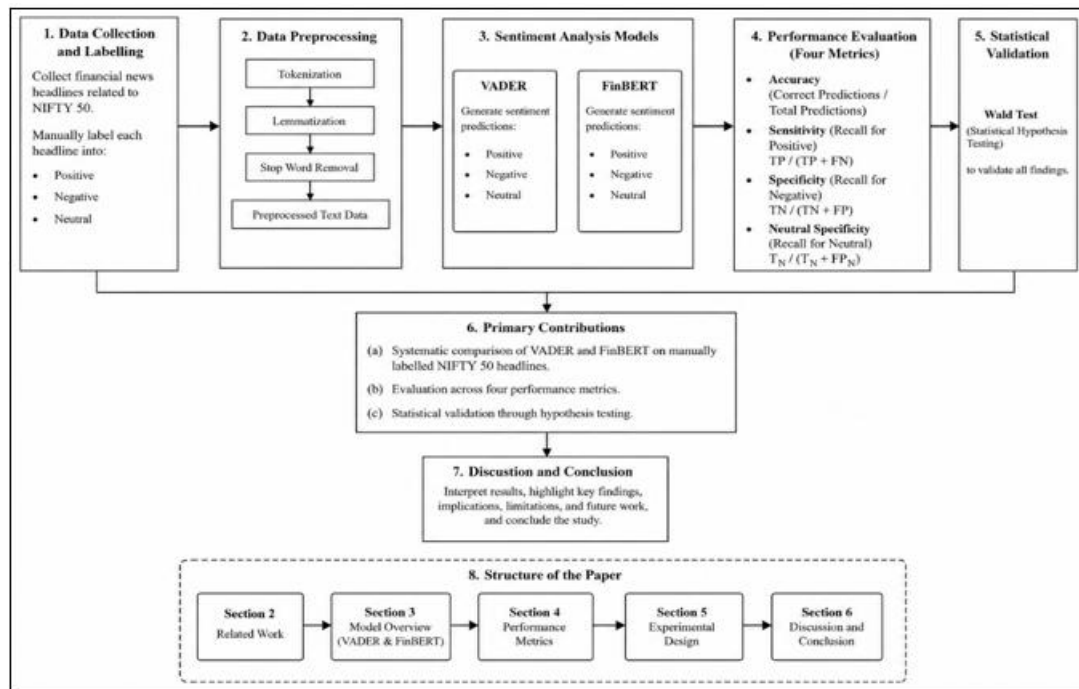 1. Data Collection
and Labelling
Collect financial news
headlines related to
NIFTY 50.
Manually label each
headline into:
• Positive
• Negative
• Neutral
2. Data Preprocessing
Tokenization
Lemmatization
Stop Word Removal
Preprocessed Text Data
3. Sentiment Analysis Models
VADER
Generate sentiment
predictions:
• Positive
• Negative
• Neutral
FinBERT
Generate sentiment
predictions:
• Positive
• Negative
• Neutral
4. Performance Evaluation
(Four Metrics)
• Accuracy
(Correct Predictions /
Total Predictions)
• Sensitivity (Recall for
Positive)
TP / (TP + FN)
• Specificity (Recall for
Negative)
TN / (TN + FP)
• Neutral Specificity
(Recall for Neutral)
T_N / (T_N + FP_N)
5. Statistical
Validation
Wald Test
(Statistical Hypothesis
Testing)
to validate all findings.
6. Primary Contributions
(a) Systematic comparison of VADER and FinBERT on manually
labelled NIFTY 50 headlines.
(b) Evaluation across four performance metrics.
(c) Statistical validation through hypothesis testing.
7. Discustion and Conclusion
Interpret results, highlight key findings,
implications, limitations, and future work,
and conclude the study.
8. Structure of the Paper
Section 2
Related Work
Section 3
Model Overview
(VADER & FinBERT)
Section 4
Performance
Metrics
Section 5
Experimental
Design
Section 6
Discussion and
Conclusion